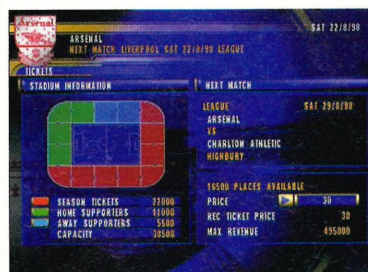 Arsenal
SAT 22/8/98
ARSENAL
NEXT MATCH LIVERPOOL SAT 22/8/98 LEAGUE
TICKETS
STADIUM INFORMATION
NEXT MATCH
LEAGUE SAT 29/8/98
ARSENAL
VS
CHARLTON ATHLETIC
HIGHBURY
SEASON TICKETS 22000
HOME SUPPORTERS 11000
AWAY SUPPORTERS 5500
CAPACITY 38500
16500 PLACES AVAILABLE
PRICE 30
REC TICKET PRICE 30
MAX REVENUE 495000